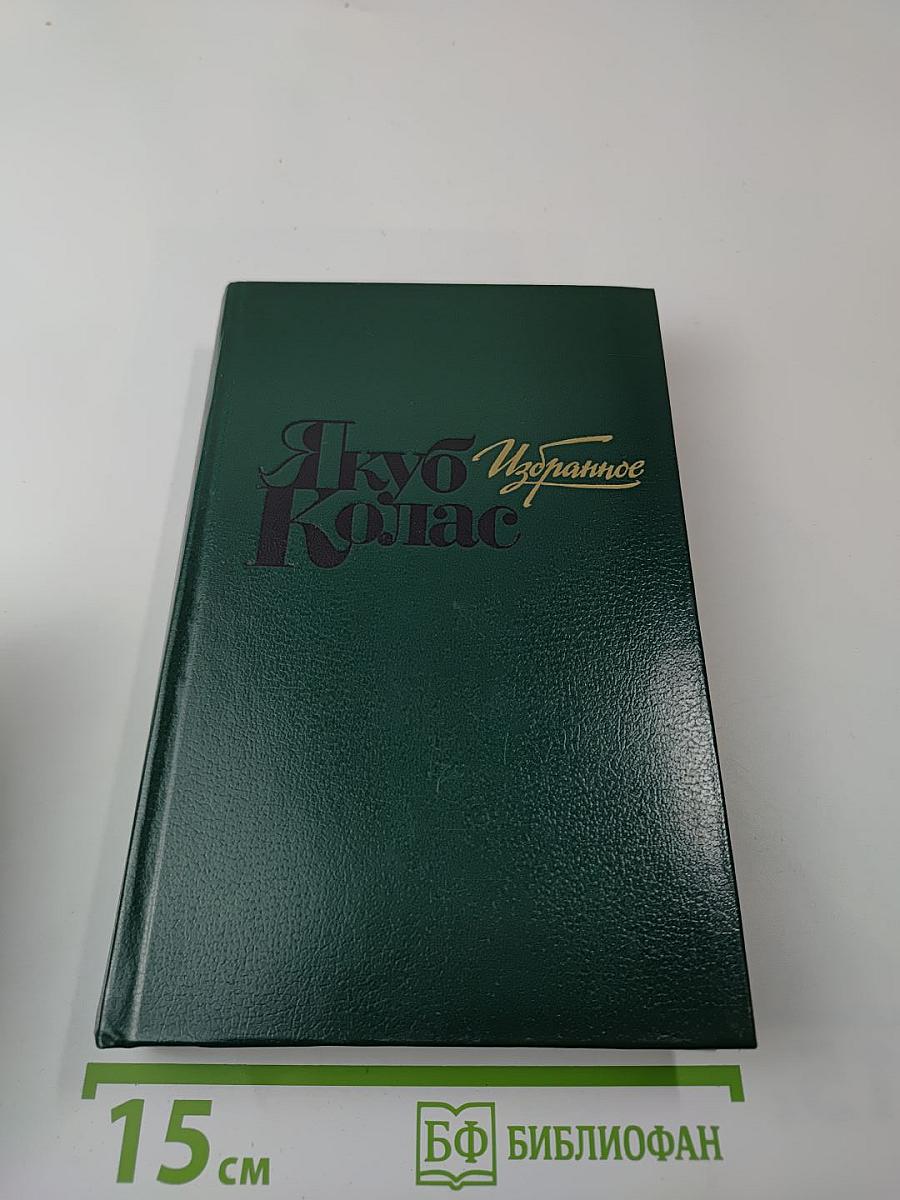 Якуб
Колас
Избранное
15 см
БФ БИБЛИОФАН